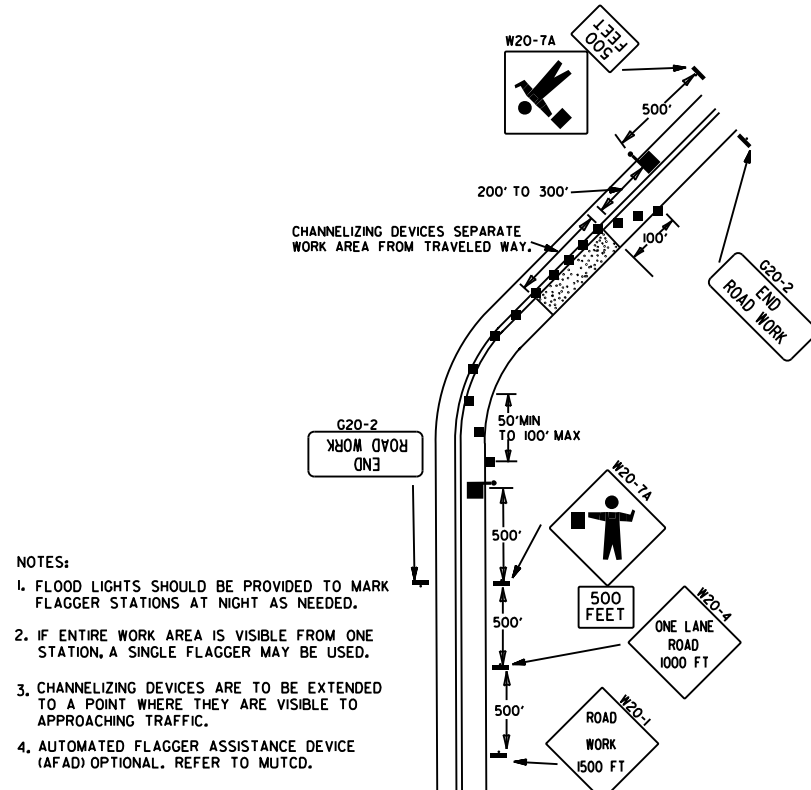 W20-7A
500
FEET
500'
200' TO 300'
CHANNELIZING DEVICES SEPARATE
WORK AREA FROM TRAVELED WAY.
100'
G20-2
END
ROAD WORK
G20-2
END
ROAD WORK
50'MIN
TO 100' MAX
W20-7A
500'
500
FEET
500'
W20-4
ONE LANE
ROAD
1000 FT
500'
W20-1
ROAD
WORK
1500 FT
NOTES:
1. FLOOD LIGHTS SHOULD BE PROVIDED TO MARK
FLAGGER STATIONS AT NIGHT AS NEEDED.
2. IF ENTIRE WORK AREA IS VISIBLE FROM ONE
STATION, A SINGLE FLAGGER MAY BE USED.
3. CHANNELIZING DEVICES ARE TO BE EXTENDED
TO A POINT WHERE THEY ARE VISIBLE TO
APPROACHING TRAFFIC.
4. AUTOMATED FLAGGER ASSISTANCE DEVICE
(AFAD) OPTIONAL. REFER TO MUTCD.